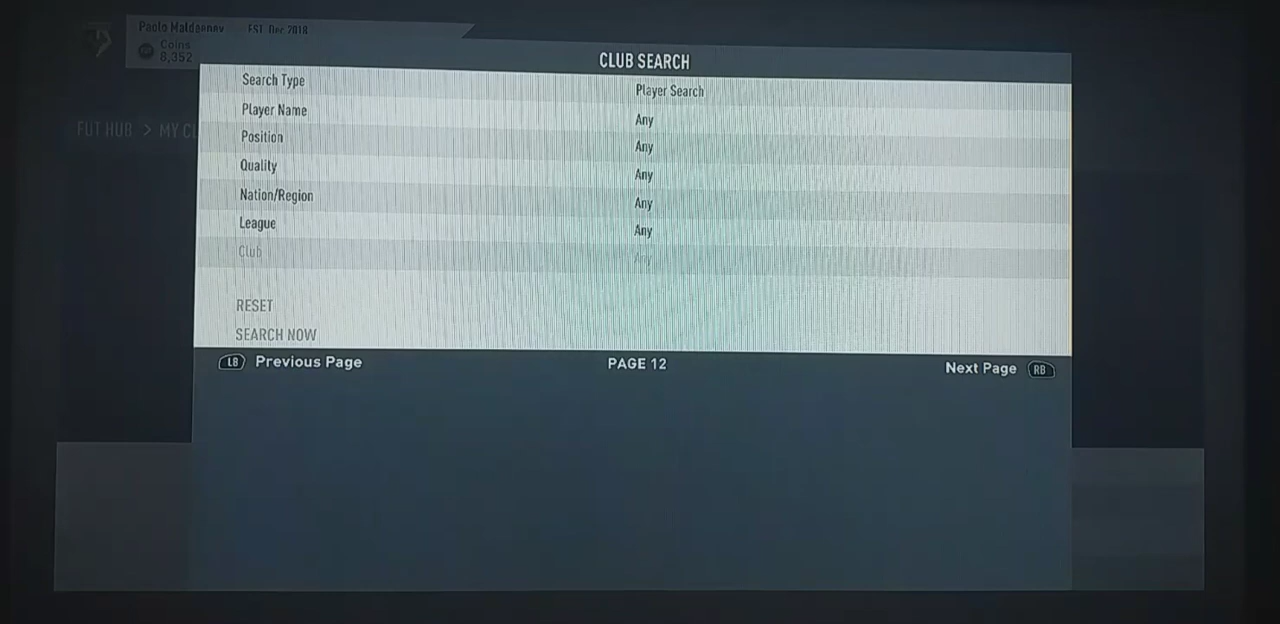 Paolo Maldaenev EST. Dec 2018
Coins
8,352
FUT HUB > MY CL
CLUB SEARCH
Search Type Player Search
Player Name Any
Position Any
Quality Any
Nation/Region Any
League Any
Club Any
RESET
SEARCH NOW
LB Previous Page PAGE 12 Next Page RB